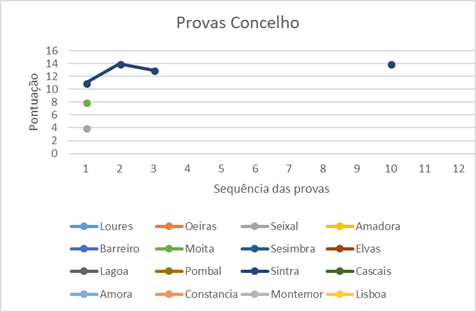 Provas Concelho
Pontuação
16
14
12
10
8
6
4
2
0
1 2 3 4 5 6 7 8 9 10 11 12
Sequência das provas
Loures Oeiras Seixal Amadora
Barreiro Moita Sesimbra Elvas
Lagoa Pombal Sintra Cascais
Amora Constancia Montemor Lisboa